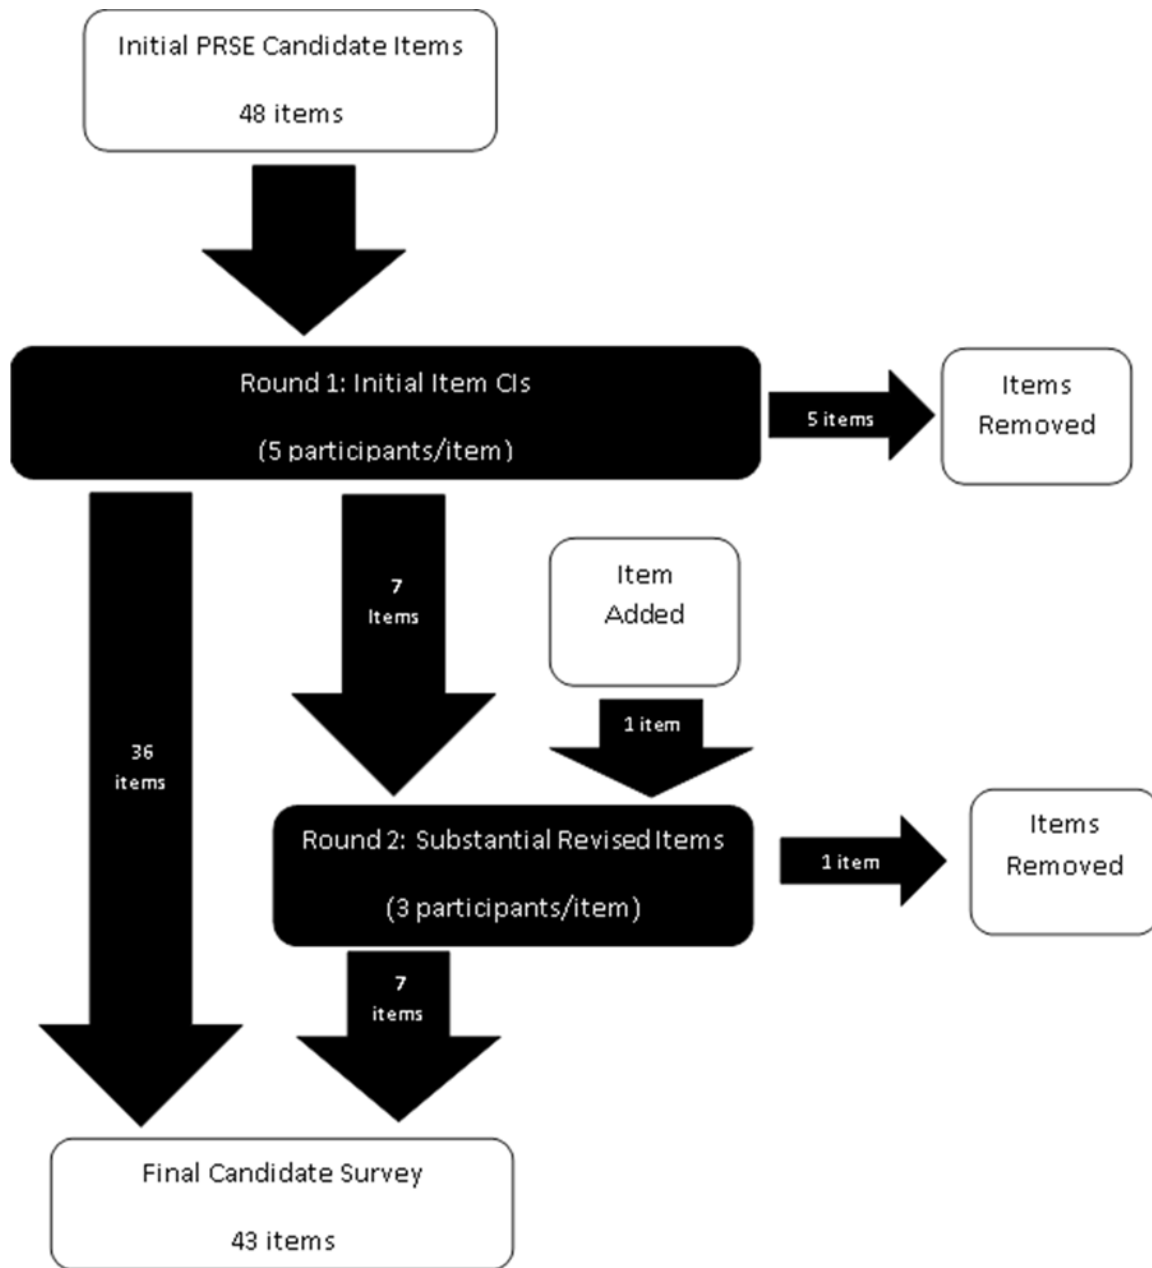 Initial PRSE Candidate Items
48 items
Round 1: Initial Item CIs
(5 participants/item)
5 items
Items
Removed
7
Items
Item
Added
1 item
36
items
Round 2: Substantial Revised Items
(3 participants/item)
1 item
Items
Removed
7
items
Final Candidate Survey
43 items